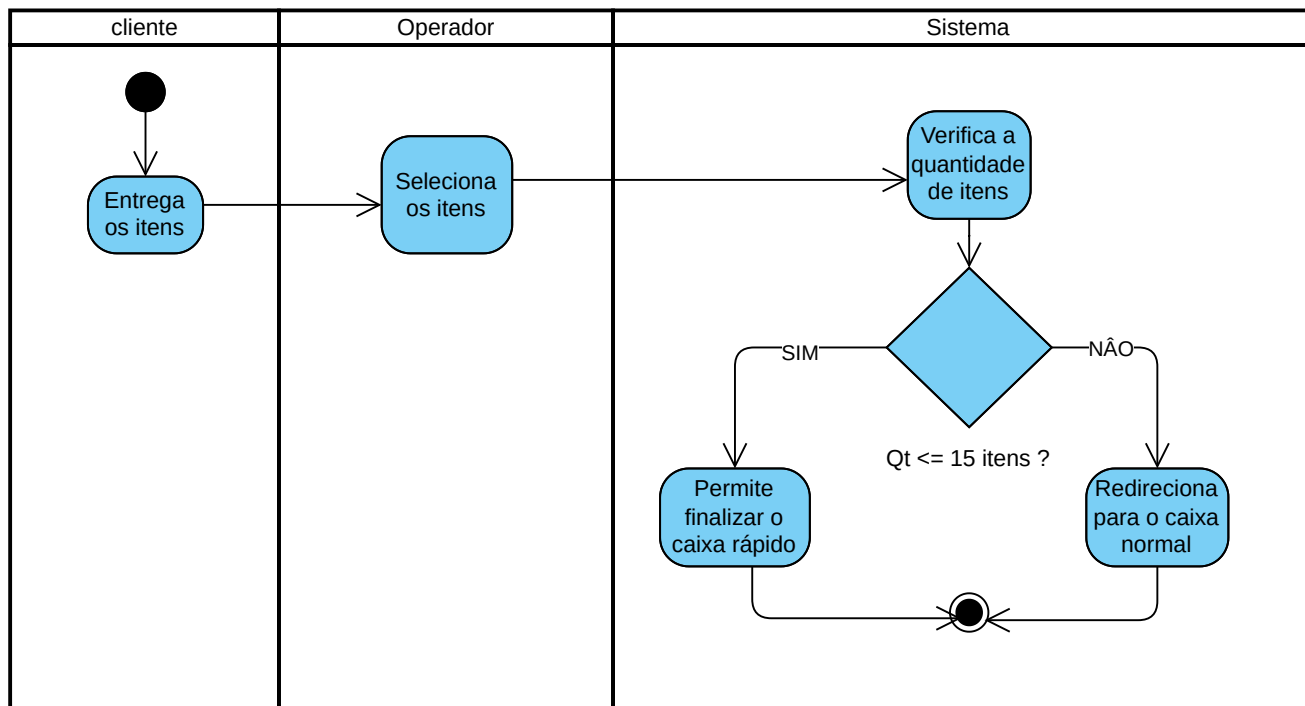 cliente
Operador
Sistema
Entrega
os itens
Seleciona
os itens
Verifica a
quantidade
de itens
SIM
NÂO
Qt <= 15 itens ?
Permite
finalizar o
caixa rápido
Redireciona
para o caixa
normal